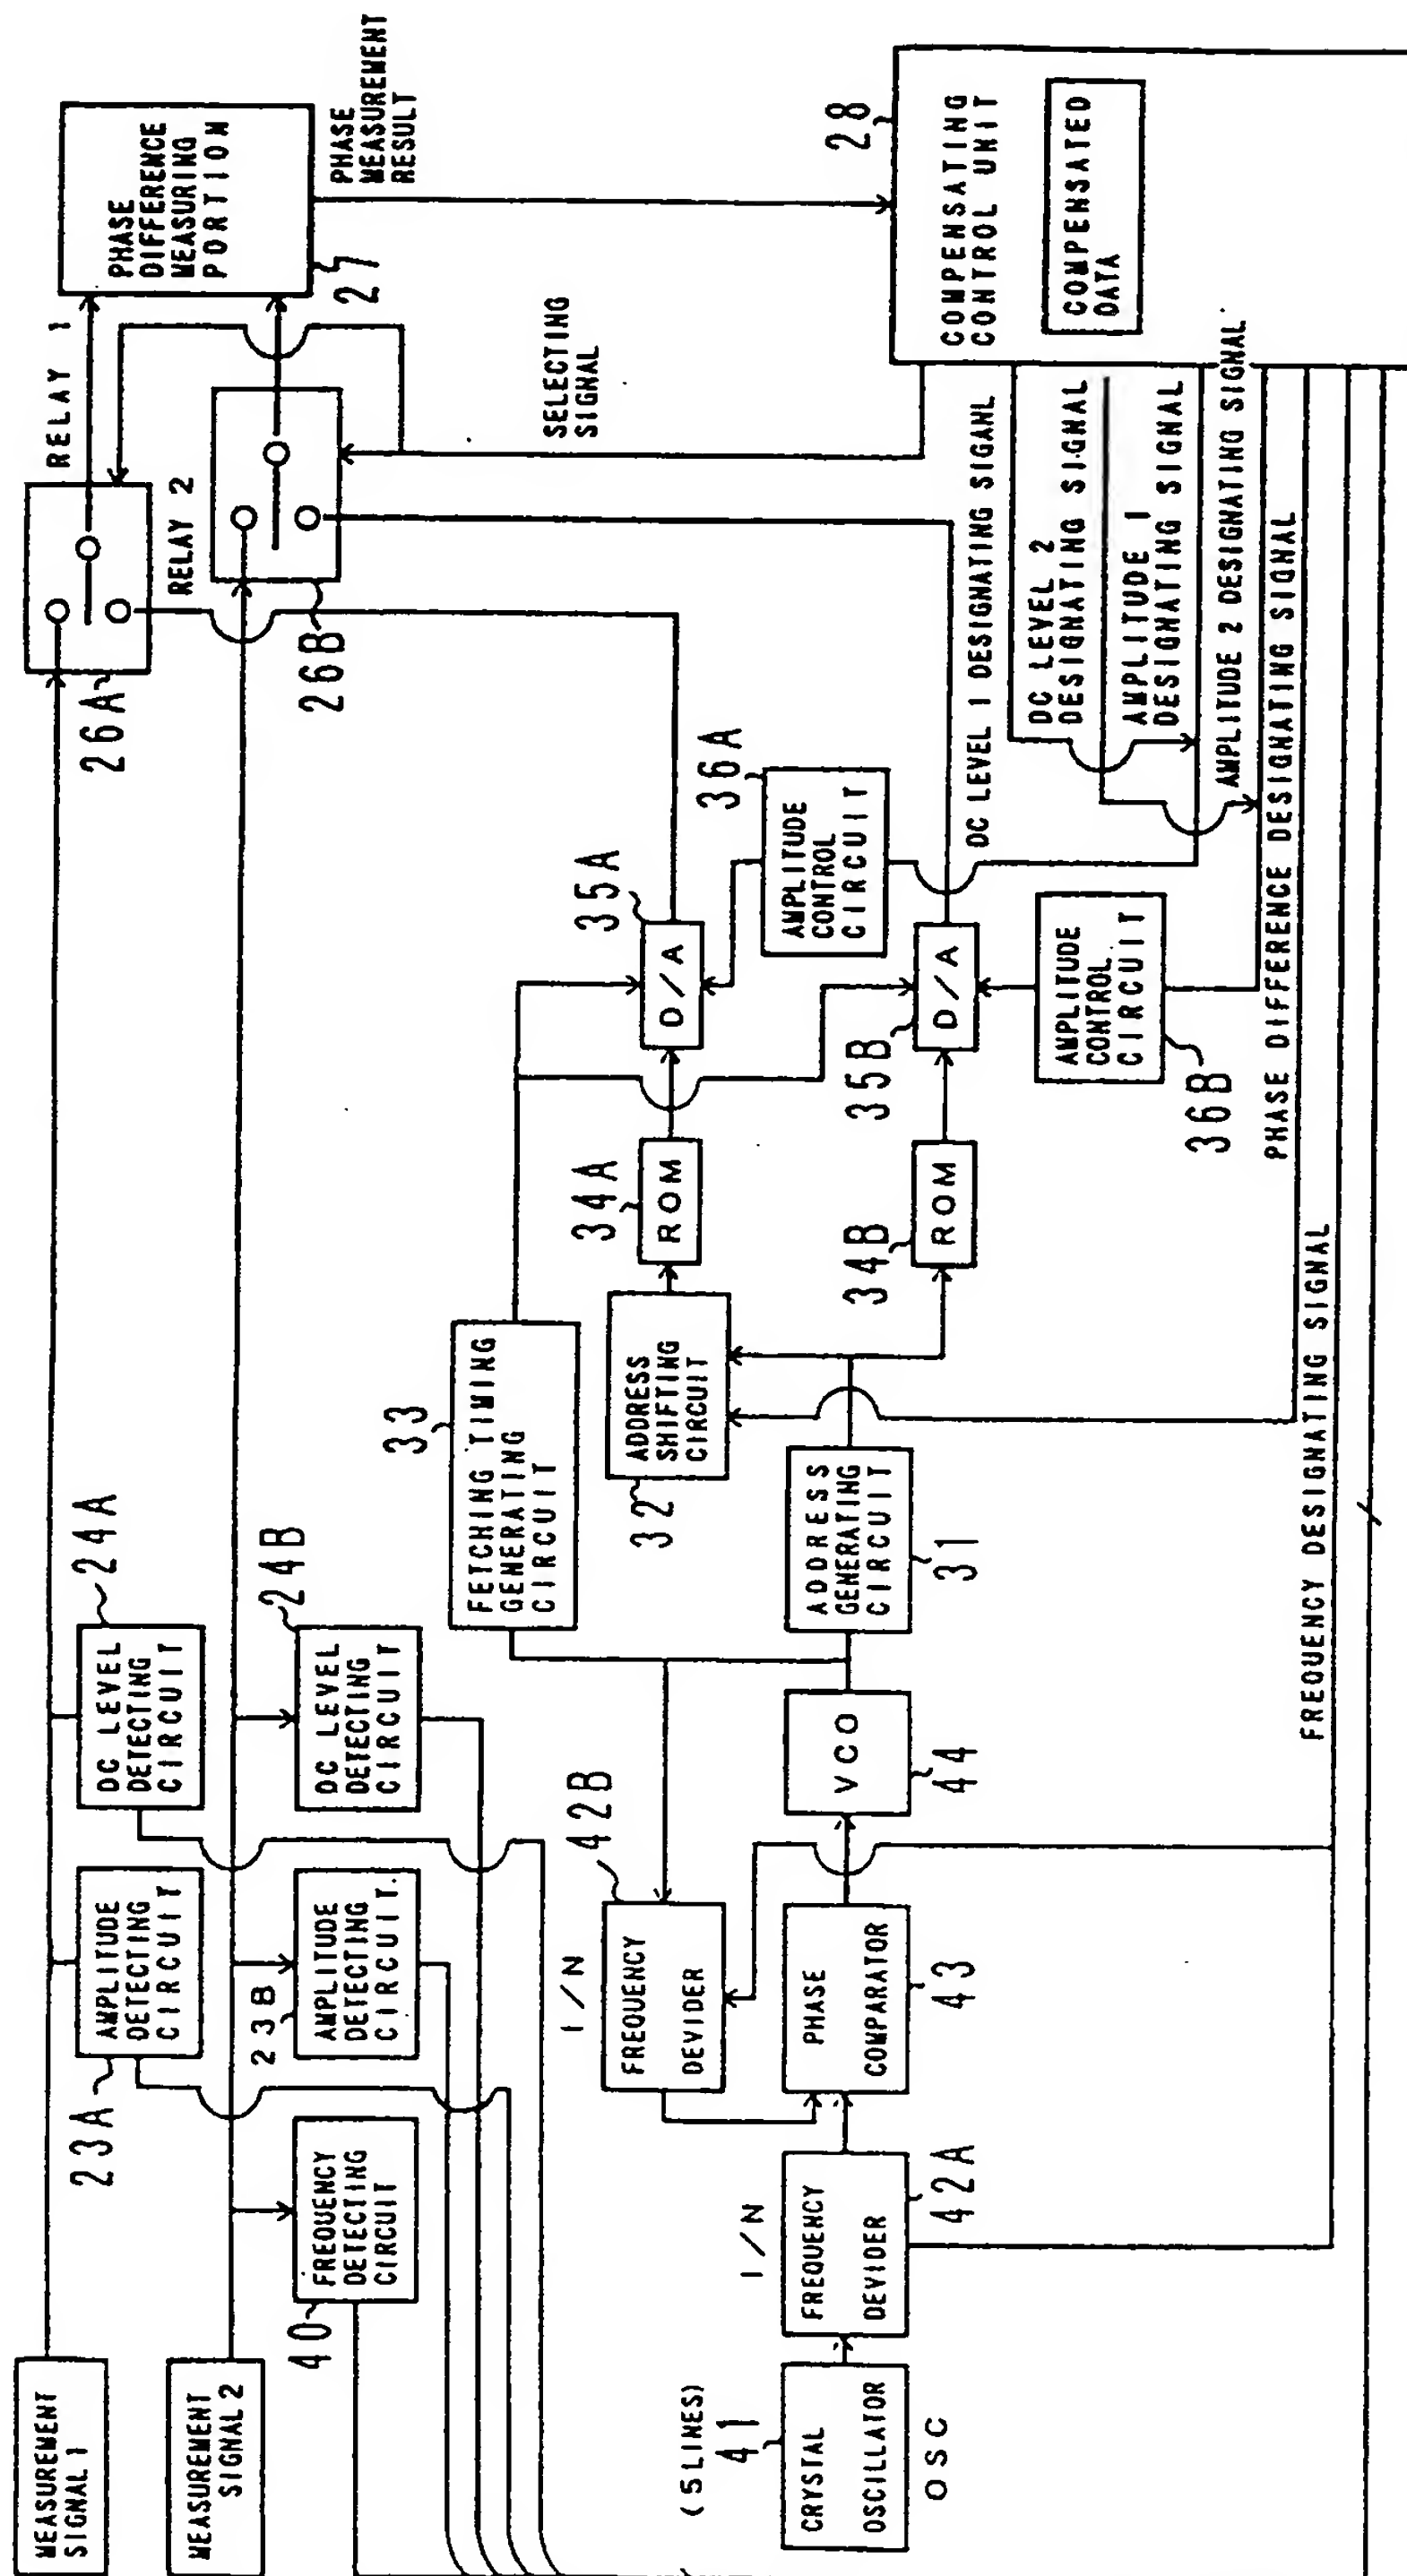 MEASUREMENT
SIGNAL 1
MEASUREMENT
SIGNAL 2
23A
AMPLITUDE
DETECTING
CIRCUIT
24A
DC LEVEL
DETECTING
CIRCUIT
40
FREQUENCY
DETECTING
CIRCUIT
23B
AMPLITUDE
DETECTING
CIRCUIT.
24B
DC LEVEL
DETECTING
CIRCUIT
26A
RELAY 1
RELAY 2
26B
PHASE
DIFFERENCE
MEASURING
PORTION
27
PHASE
MEASUREMENT
RESULT
SELECTING
SIGNAL
33
FETCHING TIMING
GENERATING
CIRCUIT
1/N
42B
FREQUENCY
DEVIDER
32
ADDRESS
SHIFTING
CIRCUIT
34A
ROM
35A
D/A
36A
AMPLITUDE
CONTROL
CIRCUIT
(5LINES)
41
CRYSTAL
OSCILLATOR
OSC
1/N
FREQUENCY
DEVIDER
42A
PHASE
COMPARATOR
43
VCO
44
ADDRESS
GENERATING
CIRCUIT
31
34B
ROM
35B
D/A
AMPLITUDE
CONTROL
CIRCUIT
36B
28
COMPENSATING
CONTROL UNIT
COMPENSATED
DATA
DC LEVEL 1 DESIGNATING SIGANL
DC LEVEL 2
DESIGNATING SIGNAL
AMPLITUDE 1
DESIGNATING SIGNAL
AMPLITUDE 2 DESIGNATING SIGNAL
PHASE DIFFERENCE DESIGNATING SIGNAL
FREQUENCY DESIGNATING SIGNAL